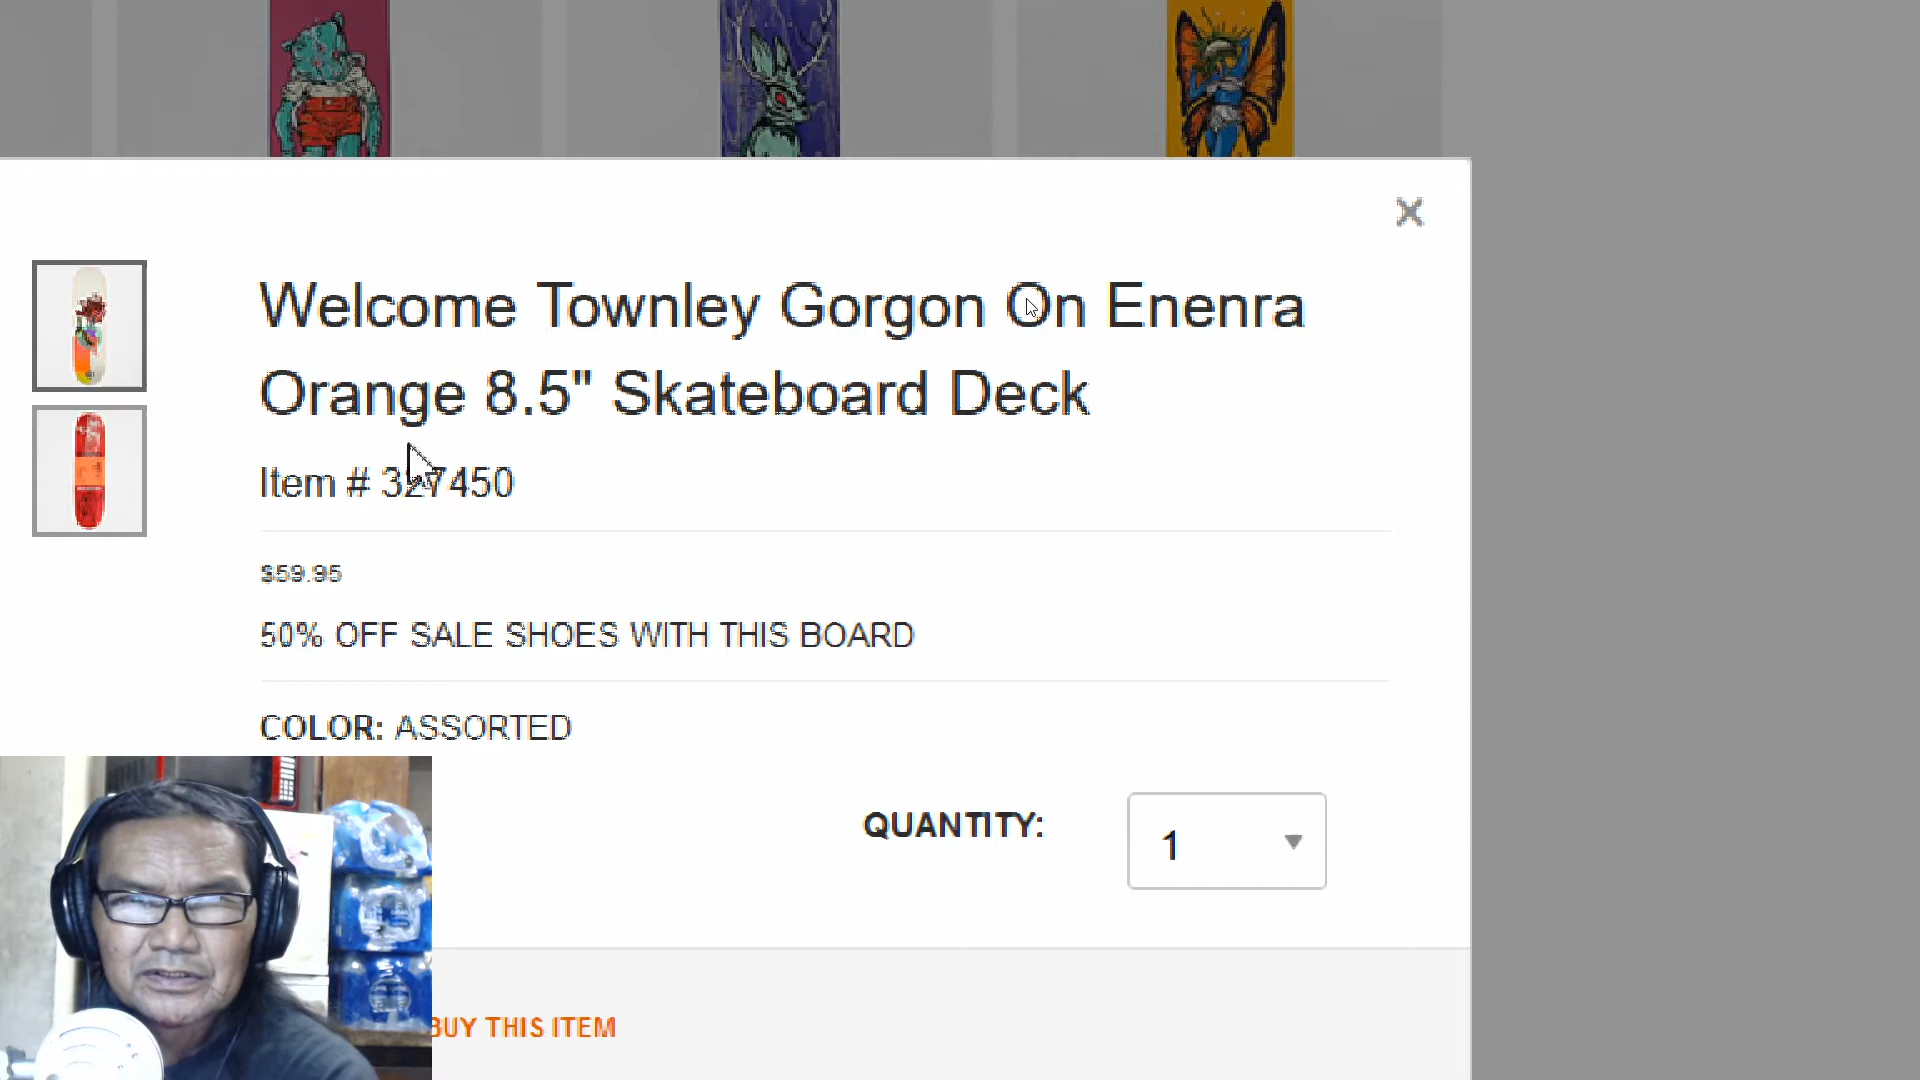 Welcome Townley Gorgon On Enenra
Orange 8.5" Skateboard Deck
Item # 327450
$59.95
50% OFF SALE SHOES WITH THIS BOARD
COLOR: ASSORTED
QUANTITY:
1
BUY THIS ITEM